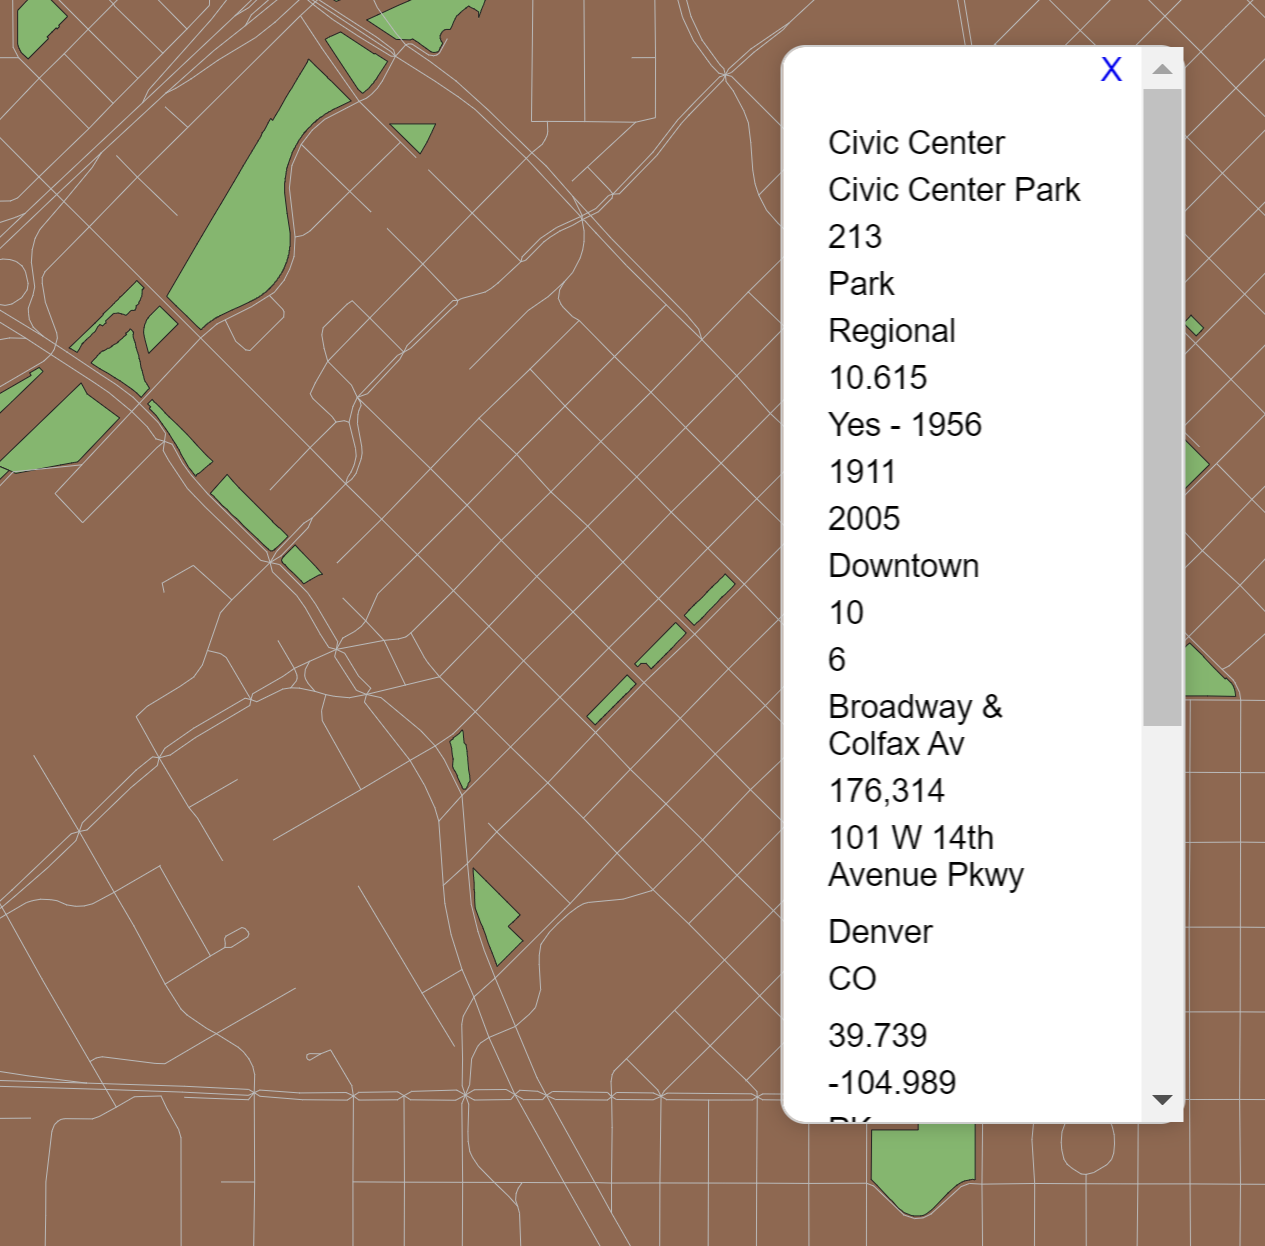 X
Civic Center
Civic Center Park
213
Park
Regional
10.615
Yes - 1956
1911
2005
Downtown
10
6
Broadway &
Colfax Av
176,314
101 W 14th
Avenue Pkwy
Denver
CO
39.739
-104.989